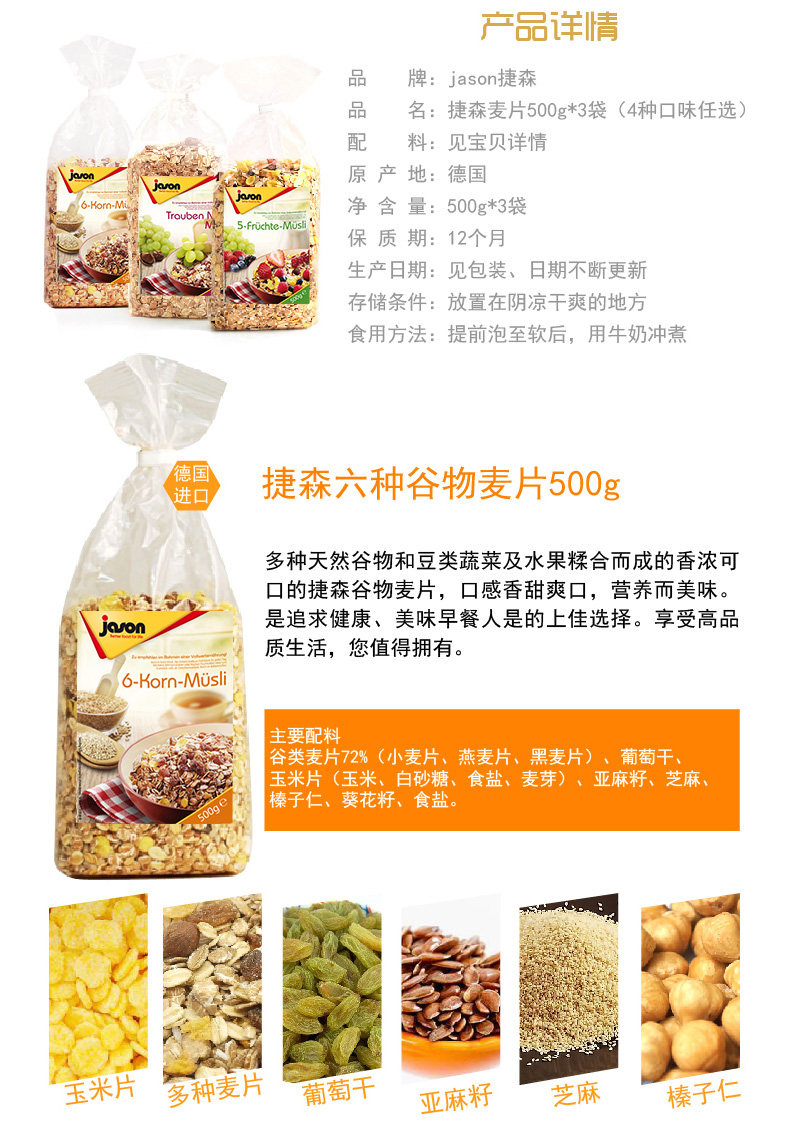 产品详情
品 牌：jason捷森
品 名：捷森麦片500g*3袋（4种口味任选）
配 料：见宝贝详情
原 产 地：德国
净 含 量：500g*3袋
保 质 期：12个月
生产日期：见包装、日期不断更新
存储条件：放置在阴凉干爽的地方
食用方法：提前泡至软后，用牛奶冲煮
jason
6-Korn-Mü
jason
Trauben N
M
jason
5-Früchte-Müsli
500g e
德国
进口
捷森六种谷物麦片500g
多种天然谷物和豆类蔬菜及水果糅合而成的香浓可
口的捷森谷物麦片，口感香甜爽口，营养而美味。
是追求健康、美味早餐人是的上佳选择。享受高品
质生活，您值得拥有。
jason
Better food for life
6-Korn-Müsli
500g e
主要配料
谷类麦片72%（小麦片、燕麦片、黑麦片）、葡萄干、
玉米片（玉米、白砂糖、食盐、麦芽）、亚麻籽、芝麻、
榛子仁、葵花籽、食盐。
玉米片
多种麦片
葡萄干
亚麻籽
芝麻
榛子仁